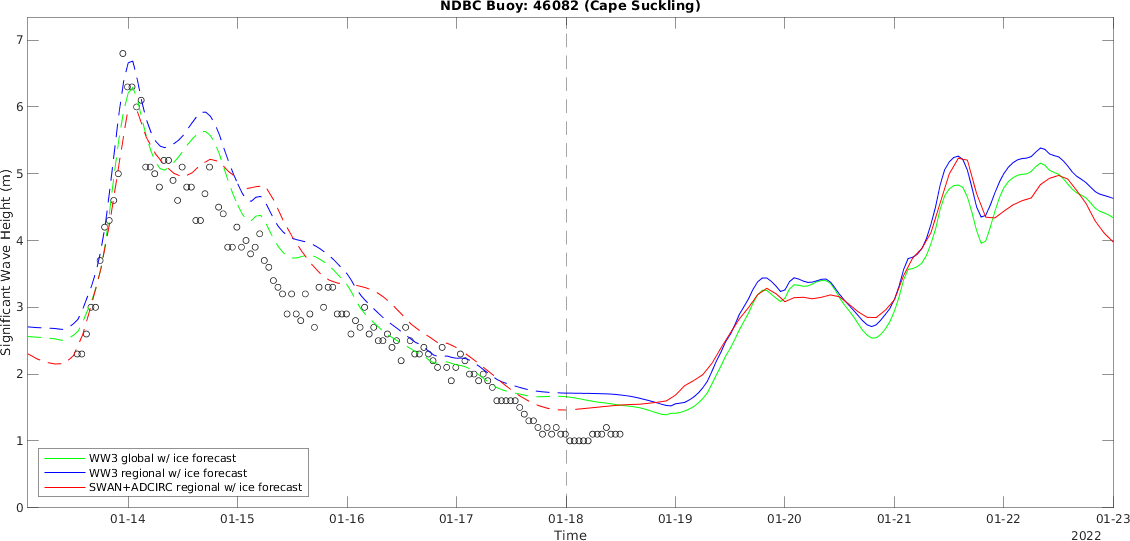 NDBC Buoy: 46082 (Cape Suckling)
7
6
5
4
3
2
1
0
Significant Wave Height (m)
WW3 global w/ ice forecast
WW3 regional w/ ice forecast
SWAN+ADCIRC regional w/ ice forecast
01-14 01-15 01-16 01-17 01-18 01-19 01-20 01-21 01-22 01-23
Time
2022